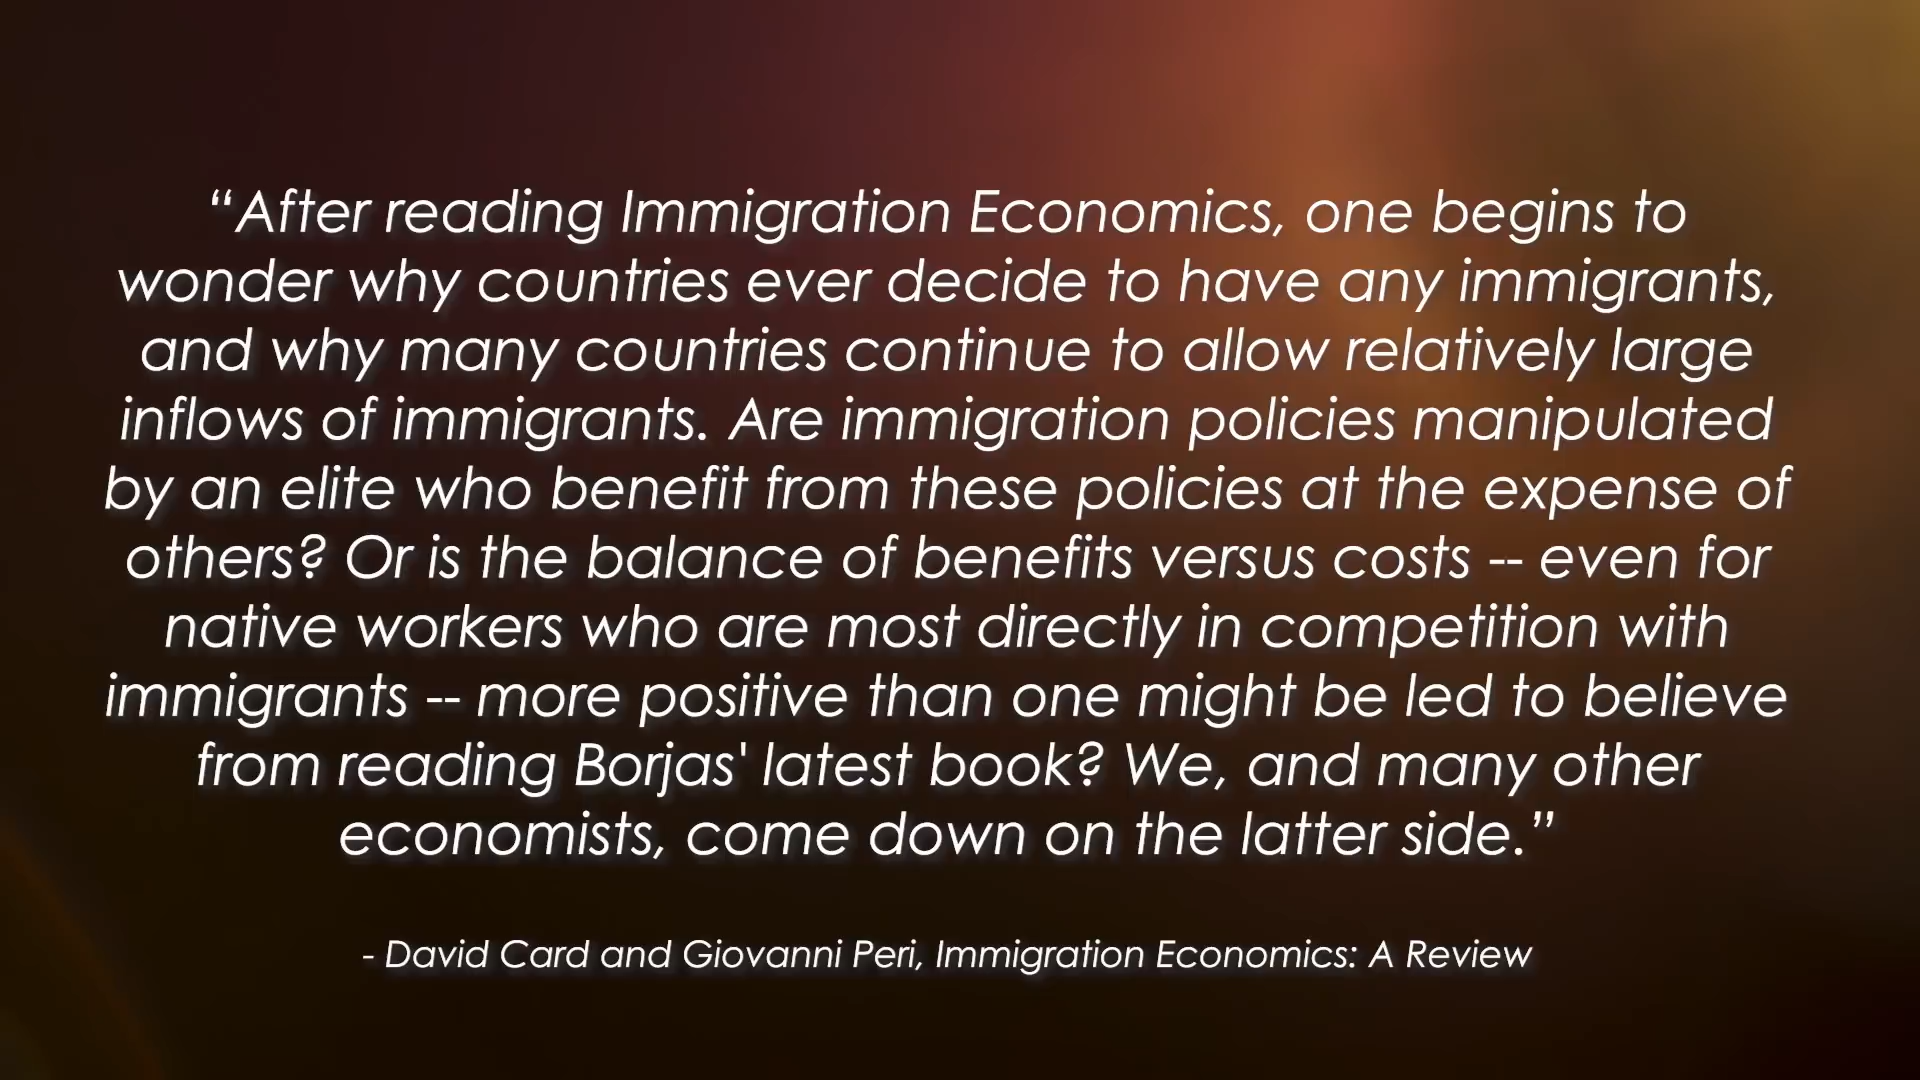 “After reading Immigration Economics, one begins to
wonder why countries ever decide to have any immigrants,
and why many countries continue to allow relatively large
inflows of immigrants. Are immigration policies manipulated
by an elite who benefit from these policies at the expense of
others? Or is the balance of benefits versus costs -- even for
native workers who are most directly in competition with
immigrants -- more positive than one might be led to believe
from reading Borjas' latest book? We, and many other
economists, come down on the latter side.”
- David Card and Giovanni Peri, Immigration Economics: A Review